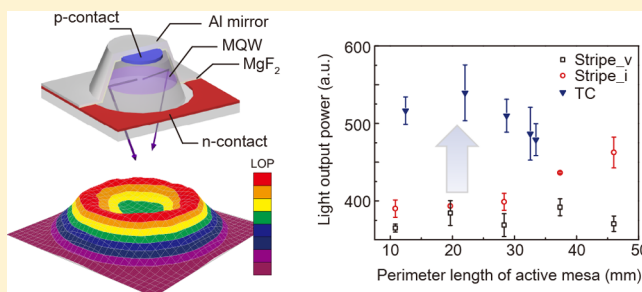 p-contact
Al mirror
MQW
MgF2
n-contact
LOP
Light output power (a.u.)
600
500
400
Stripe_v
Stripe_i
TC
10 20 30 40 50
Perimeter length of active mesa (mm)